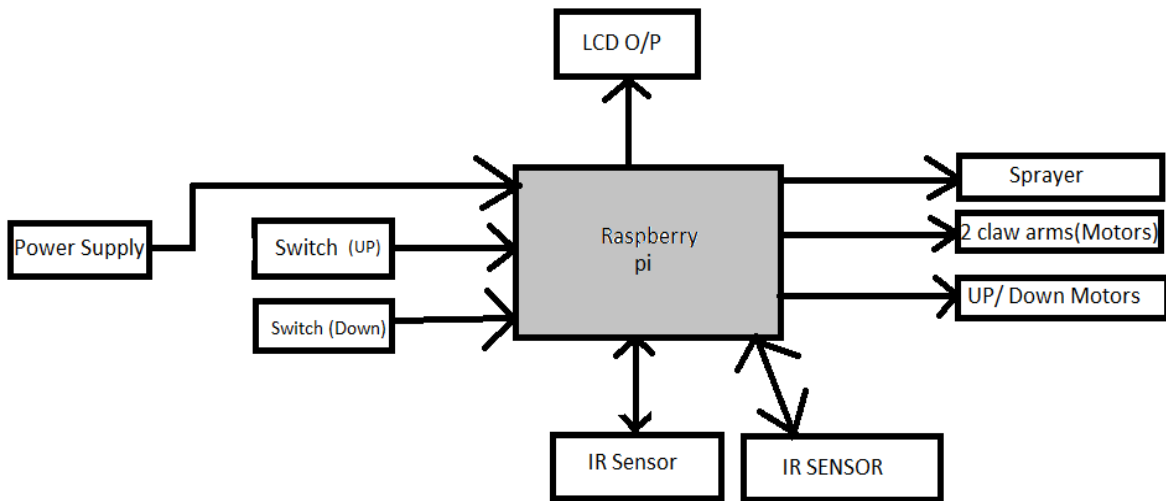 LCD O/P
Sprayer
Power Supply
Switch (UP)
Raspberry
pi
2 claw arms(Motors)
Switch (Down)
UP/ Down Motors
IR Sensor
IR SENSOR